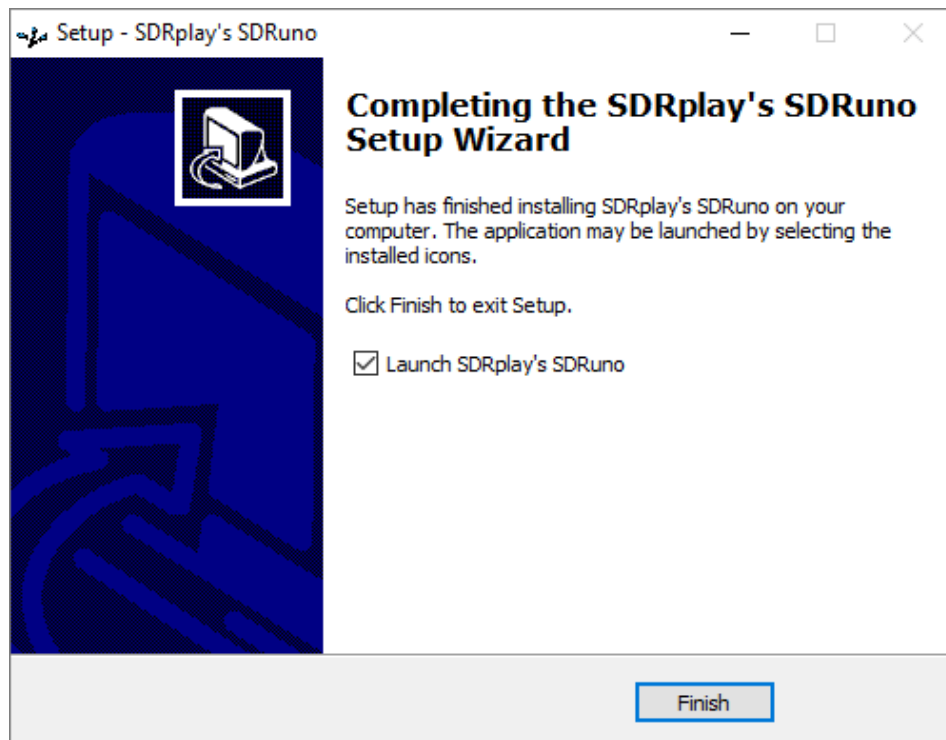 Setup - SDRplay's SDRuno
Completing the SDRplay's SDRuno
Setup Wizard
Setup has finished installing SDRplay's SDRuno on your
computer. The application may be launched by selecting the
installed icons.
Click Finish to exit Setup.
Launch SDRplay's SDRuno
Finish